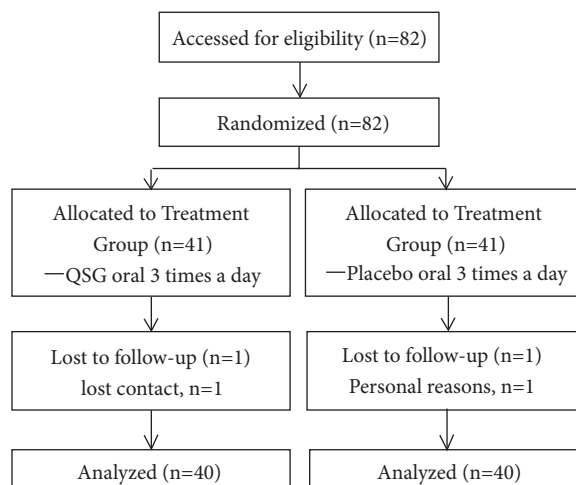 Accessed for eligibility (n=82)
Randomized (n=82)
Allocated to Treatment
Group (n=41)
—QSG oral 3 times a day
Allocated to Treatment
Group (n=41)
—Placebo oral 3 times a day
Lost to follow-up (n=1)
lost contact, n=1
Lost to follow-up (n=1)
Personal reasons, n=1
Analyzed (n=40)
Analyzed (n=40)